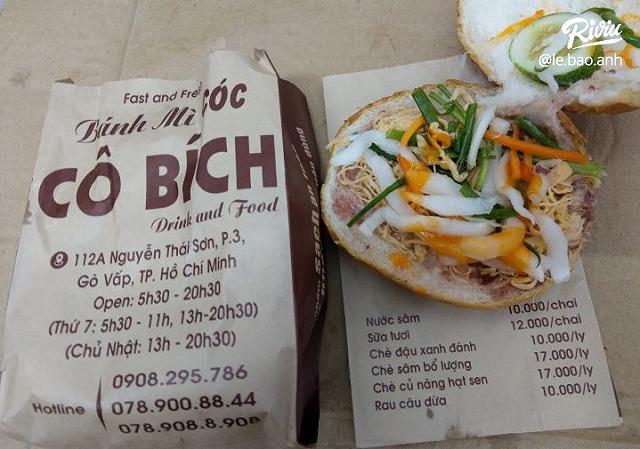 Riviu
@le.bao.anh
Fast and Fre
CÓC
Bánh Mì
CÔ BÍCH
Drink and Food
112A Nguyễn Thái Sơn, P.3,
Gò Vấp, TP. Hồ Chí Minh
Open: 5h30 - 20h30
(Thứ 7: 5h30 - 11h, 13h-20h30)
(Chủ Nhật: 13h - 20h30)
0908.295.786
Hotline 078.900.88.44
078.908.8.908
Nước sâm 10.000/chai
Sữa tươi 12.000/chai
Chè đậu xanh đánh 10.000/ly
Chè sâm bổ lượng 17.000/ly
Chè củ năng hạt sen 17.000/ly
Rau câu dừa 10.000/ly